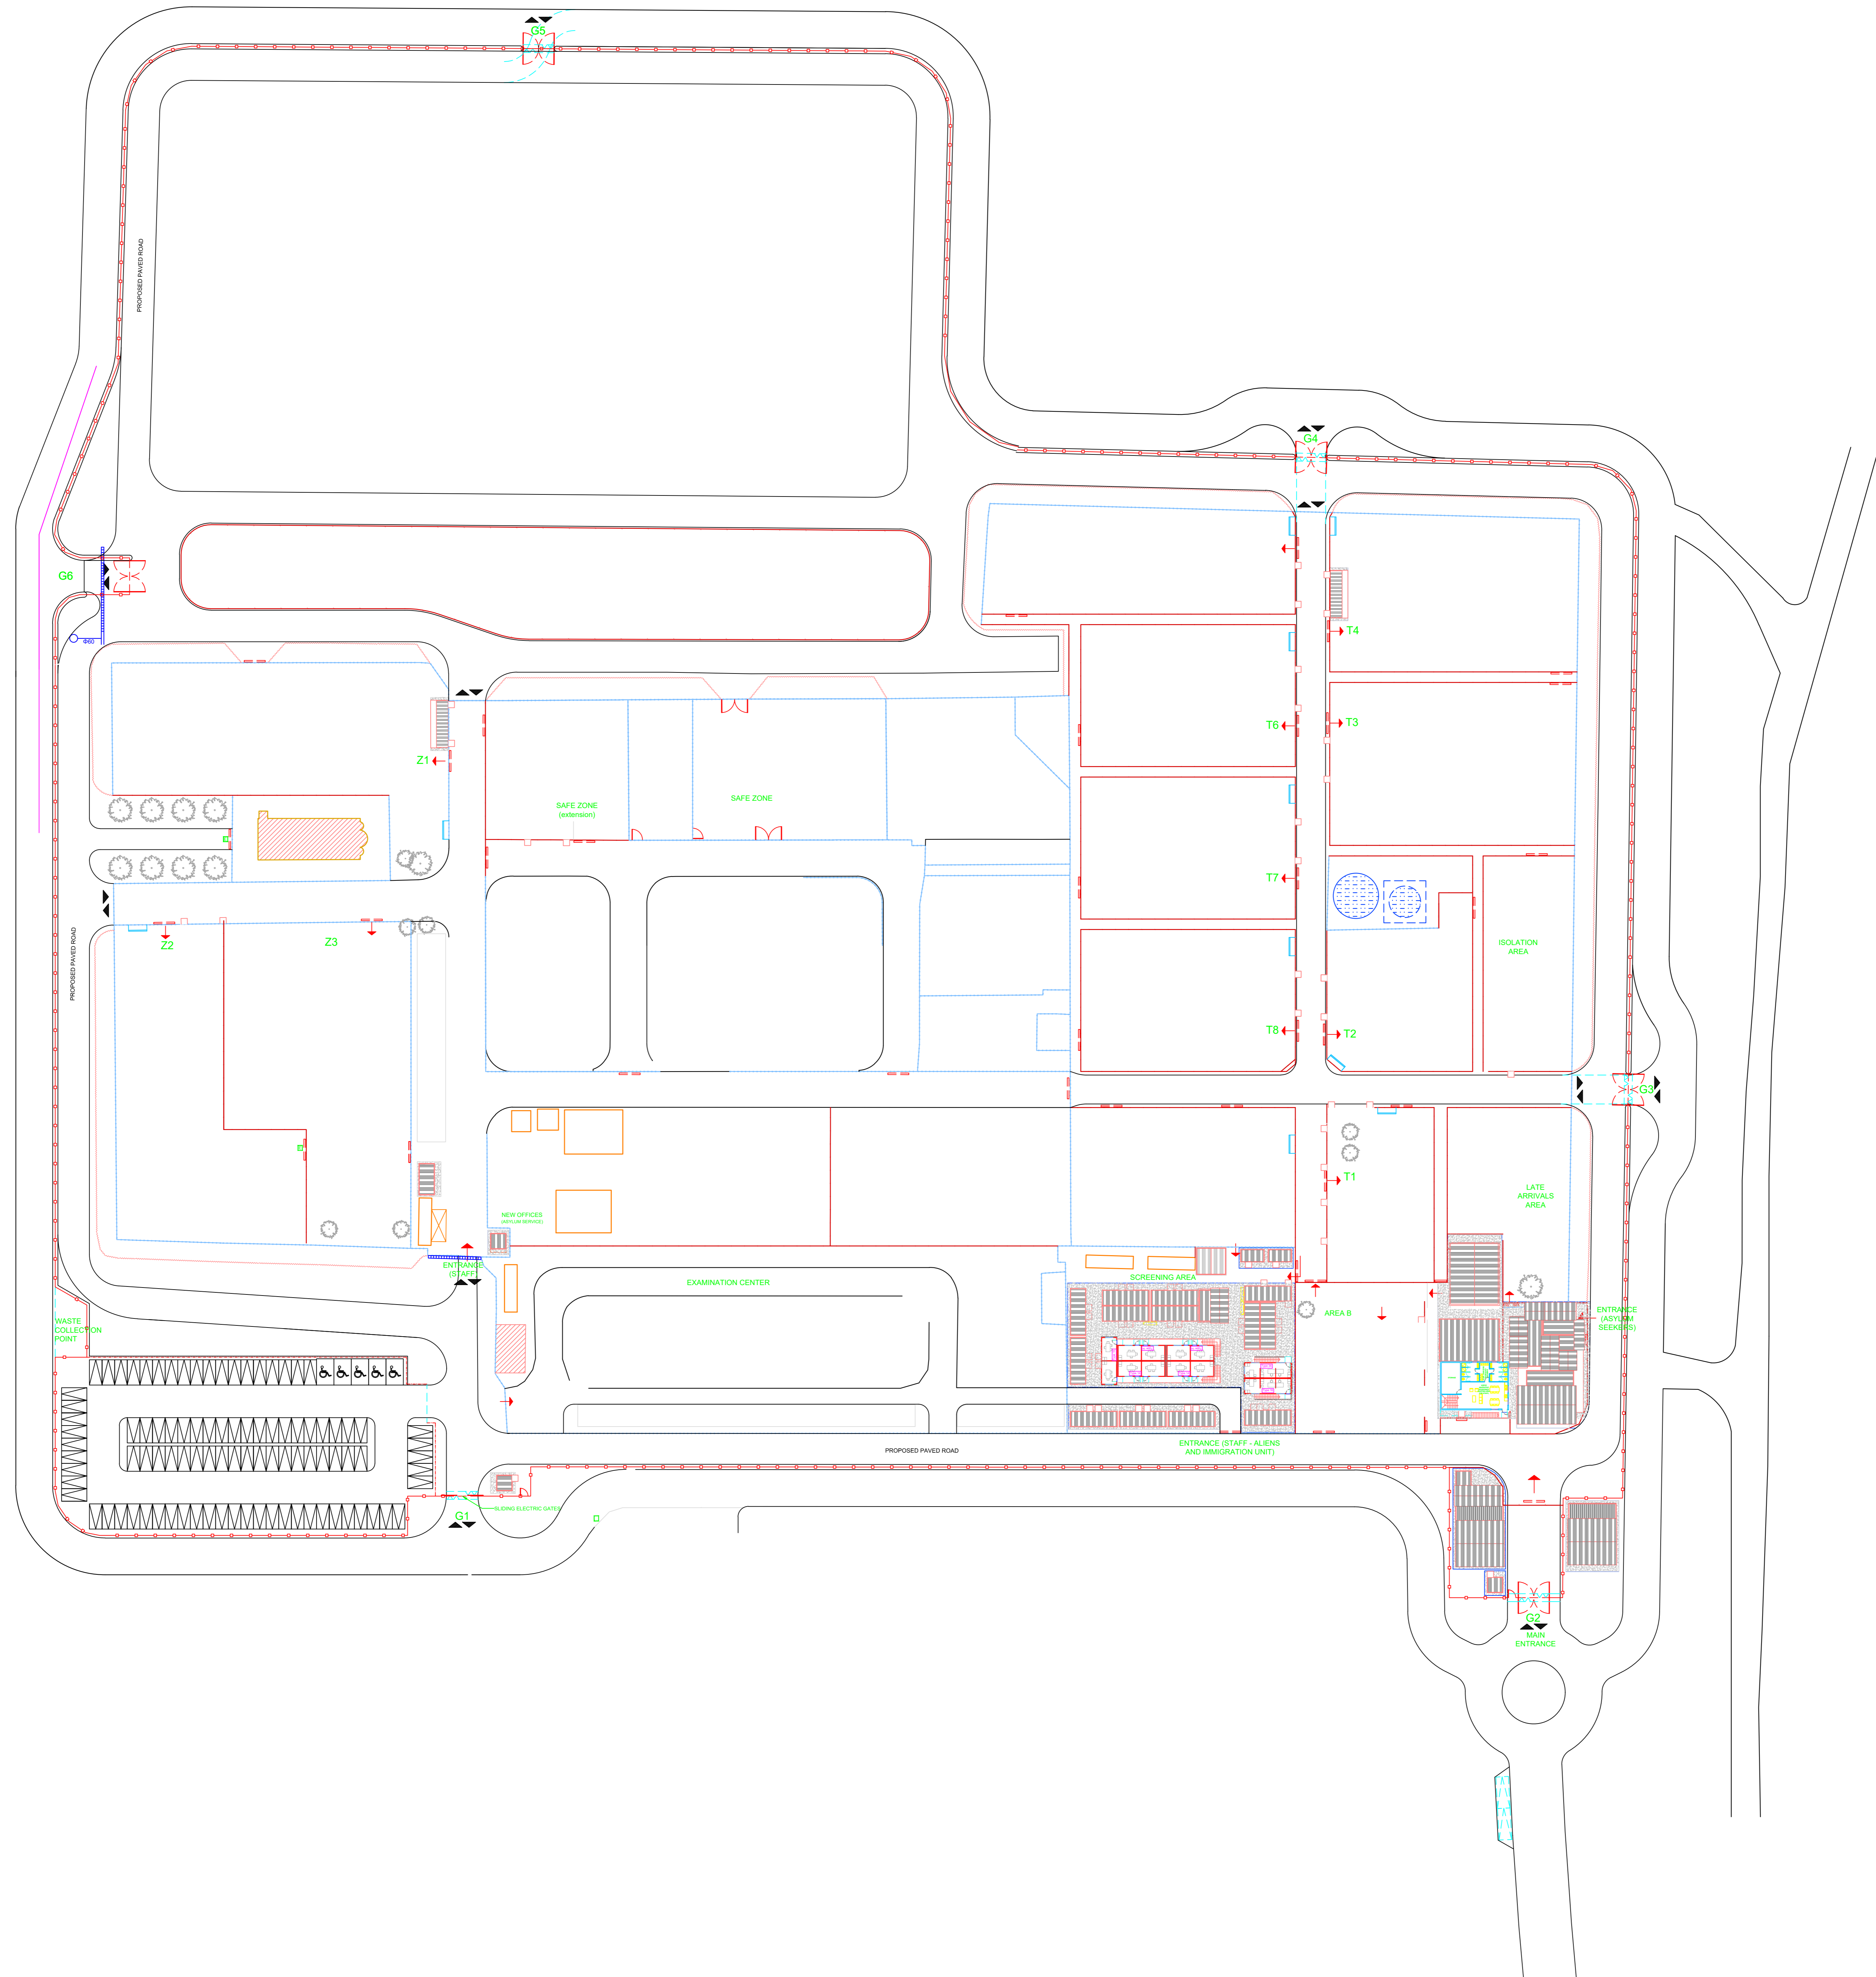 G5
PROPOSED PAVED ROAD
G4
G6
Φ60
T4
T6
T3
Z1
SAFE ZONE
(extension)
SAFE ZONE
T7
Z2
Z3
PROPOSED PAVED ROAD
ISOLATION
AREA
T8
T2
G3
T1
LATE
ARRIVALS
AREA
NEW OFFICES
(ASYLUM SERVICE)
ENTRANCE
(STAFF)
EXAMINATION CENTER
SCREENING AREA
AREA B
ENTRANCE
(ASYLUM
SEEKERS)
WASTE
COLLECTION
POINT
PROPOSED PAVED ROAD
ENTRANCE (STAFF - ALIENS
AND IMMIGRATION UNIT)
SLIDING ELECTRIC GATES
G1
G2
MAIN
ENTRANCE